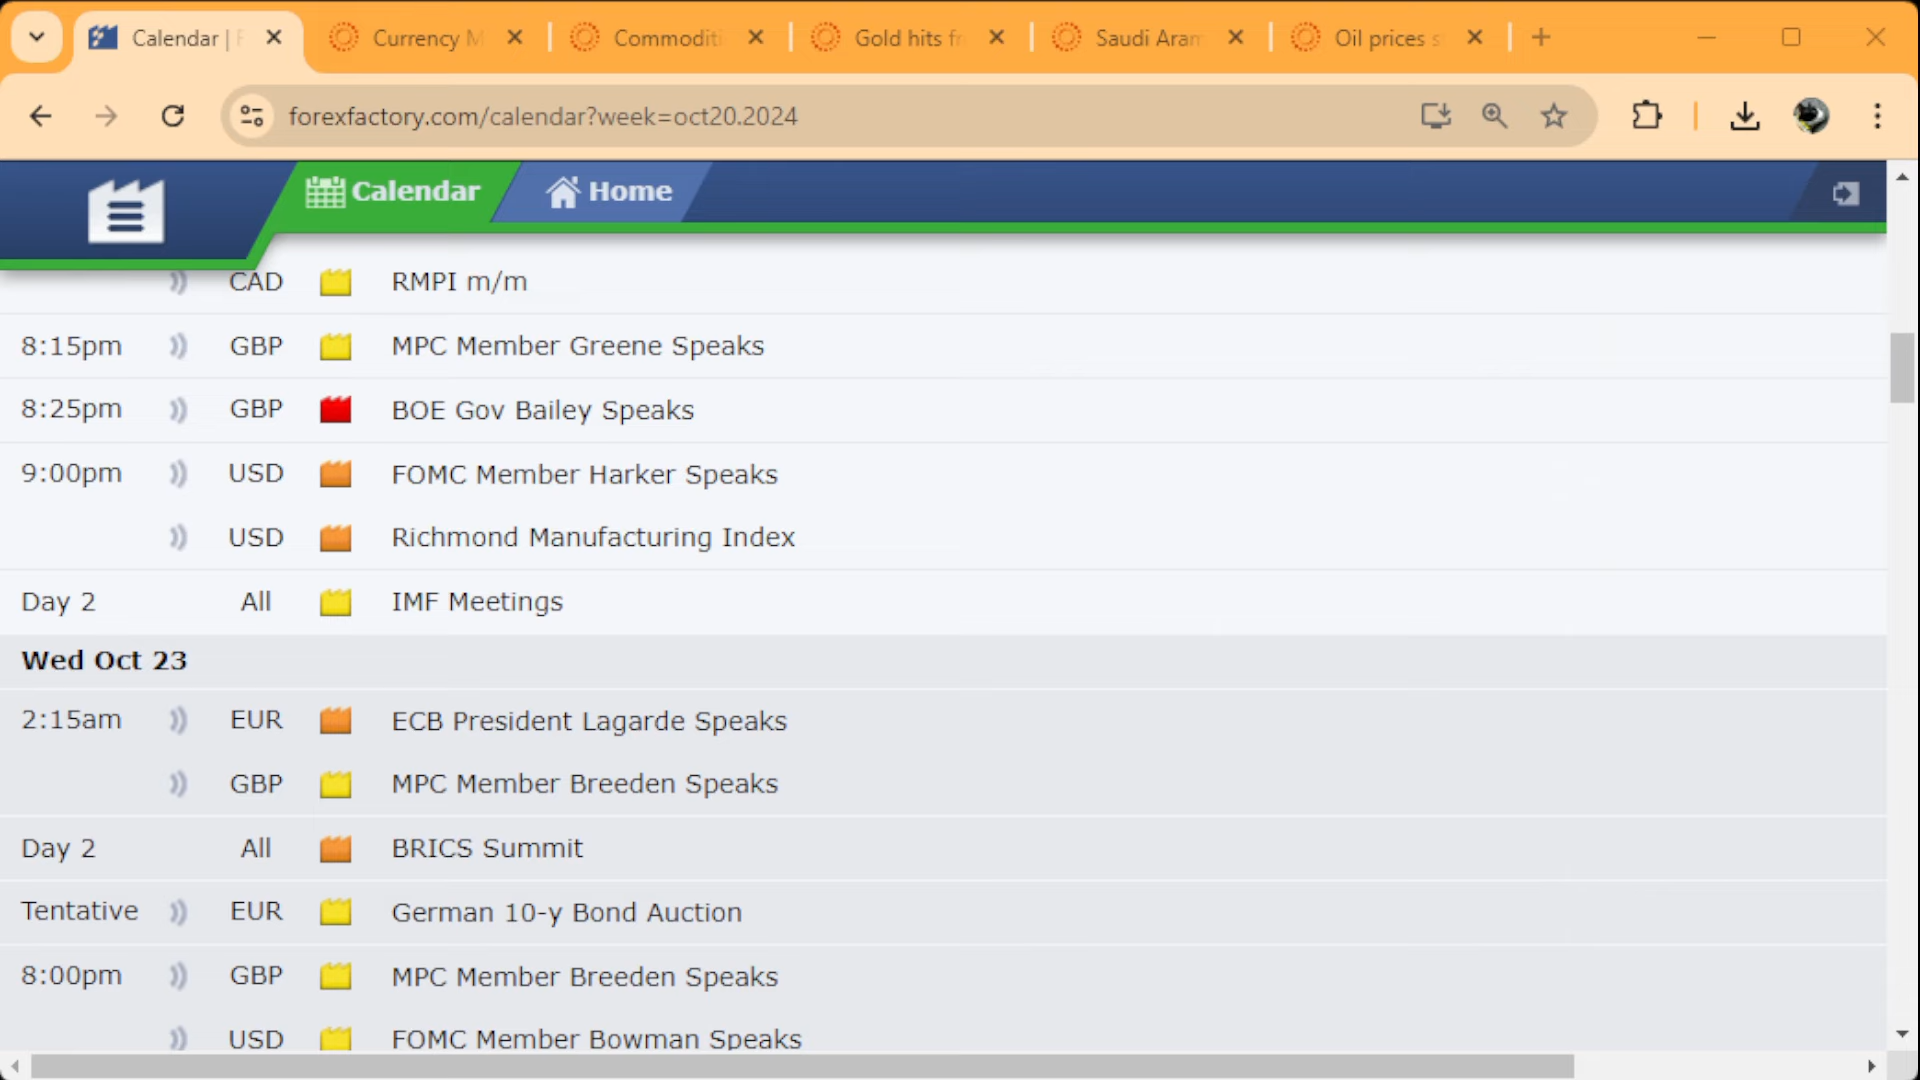 Calendar |
Currency M
Commoditi
Gold hits fr
Saudi Aram
Oil prices s
forexfactory.com/calendar?week=oct20.2024
Calendar
Home
CAD RMPI m/m
8:15pm GBP MPC Member Greene Speaks
8:25pm GBP BOE Gov Bailey Speaks
9:00pm USD FOMC Member Harker Speaks
USD Richmond Manufacturing Index
Day 2 All IMF Meetings
Wed Oct 23
2:15am EUR ECB President Lagarde Speaks
GBP MPC Member Breeden Speaks
Day 2 All BRICS Summit
Tentative EUR German 10-y Bond Auction
8:00pm GBP MPC Member Breeden Speaks
USD FOMC Member Bowman Speaks